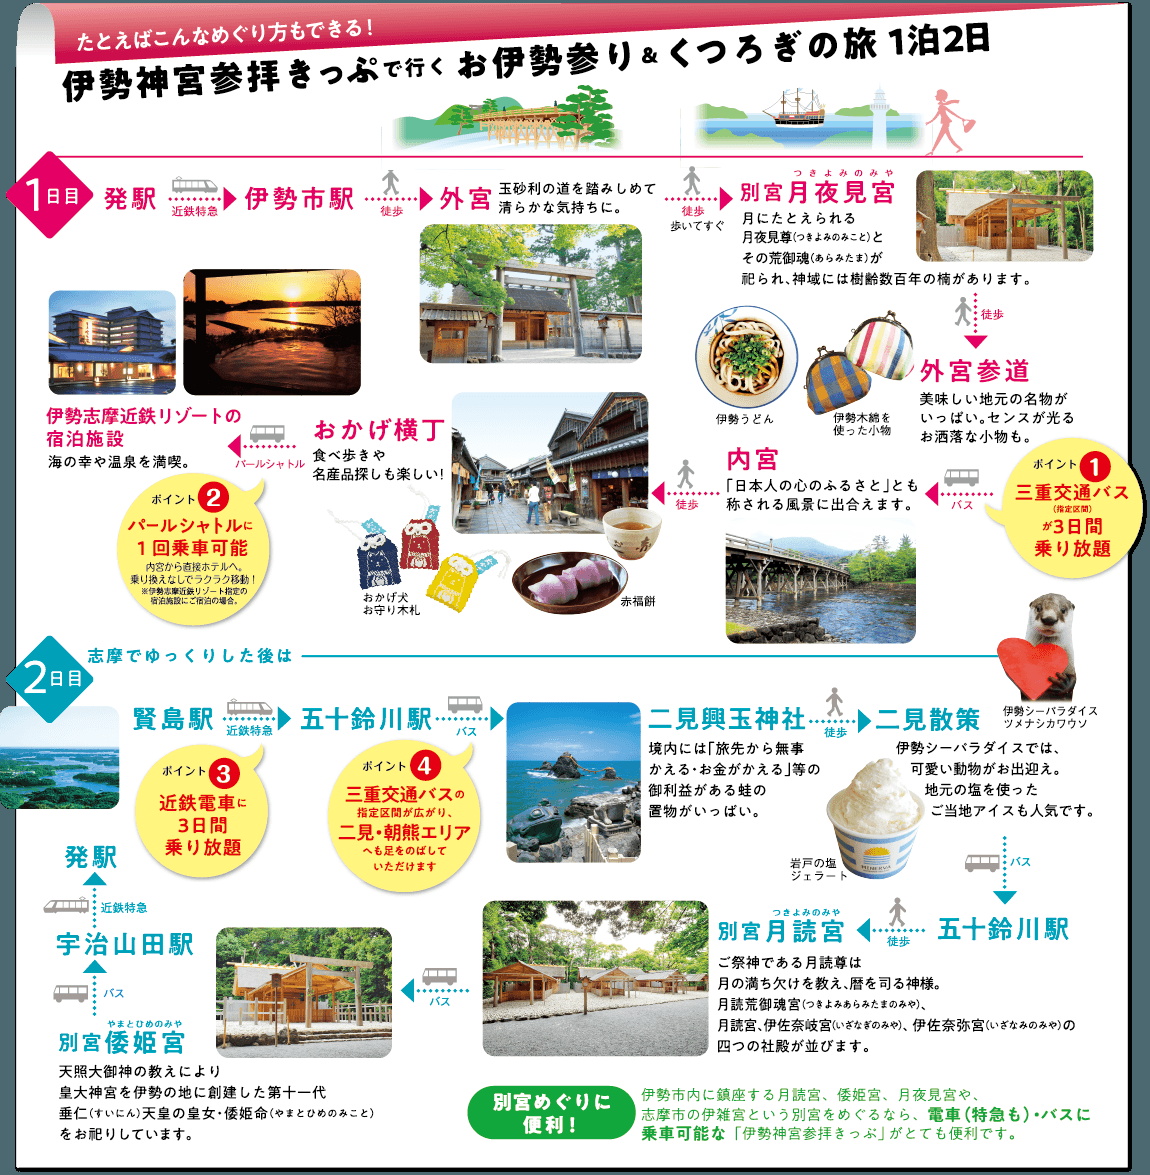 たとえばこんなめぐり方もできる！
伊勢神宮参拝きっぷで行く お伊勢参り＆くつろぎの旅 1泊2日
1日目
発駅
近鉄特急
伊勢市駅
徒歩
外宮
玉砂利の道を踏みしめて
清らかな気持ちに。
徒歩
歩いてすぐ
つきよみのみや
別宮 月夜見宮
月にたとえられる
月夜見尊（つきよみのみこと）と
その荒御魂（あらみたま）が
祀られ、神域には樹齢数百年の楠があります。
徒歩
外宮参道
美味しい地元の名物が
いっぱい。センスが光る
お洒落な小物も。
伊勢うどん
伊勢木綿を
使った小物
ポイント1
三重交通バス
（指定区間）
が3日間
乗り放題
バス
内宮
「日本人の心のふるさと」とも
称される風景に出合えます。
徒歩
おかげ横丁
食べ歩きや
名産品探しも楽しい！
おかげ犬
お守り木札
赤福餅
パールシャトル
伊勢志摩近鉄リゾートの
宿泊施設
海の幸や温泉を満喫。
ポイント2
パールシャトルに
1回乗車可能
内宮から直接ホテルへ。
乗り換えなしでラクラク移動！
※伊勢志摩近鉄リゾート指定の
宿泊施設にご宿泊の場合。
2日目
志摩でゆっくりした後は
賢島駅
近鉄特急
五十鈴川駅
バス
ポイント3
近鉄電車に
3日間
乗り放題
ポイント4
三重交通バスの
指定区間が広がり、
二見・朝熊エリア
へも足をのばして
いただけます
二見興玉神社
境内には「旅先から無事
かえる・お金がかえる」等の
御利益がある蛙の
置物がいっぱい。
徒歩
二見散策
伊勢シーパラダイスでは、
可愛い動物がお出迎え。
地元の塩を使った
ご当地アイスも人気です。
伊勢シーパラダイス
ツメナシカワウソ
岩戸の塩
ジェラート
バス
五十鈴川駅
徒歩
つきよみのみや
別宮 月読宮
ご祭神である月読尊は
月の満ち欠けを教え、暦を司る神様。
月読荒御魂宮（つきよみあらみたまのみや）、
月読宮、伊佐奈岐宮（いざなぎのみや）、伊佐奈弥宮（いざなみのみや）の
四つの社殿が並びます。
バス
やまとひめのみや
別宮 倭姫宮
天照大御神の教えにより
皇大神宮を伊勢の地に創建した第十一代
垂仁（すいにん）天皇の皇女・倭姫命（やまとひめのみこと）
をお祀りしています。
バス
宇治山田駅
近鉄特急
発駅
別宮めぐりに
便利！
伊勢市内に鎮座する月読宮、倭姫宮、月夜見宮や、
志摩市の伊雑宮という別宮をめぐるなら、電車（特急も）・バスに
乗車可能な「伊勢神宮参拝きっぷ」がとても便利です。